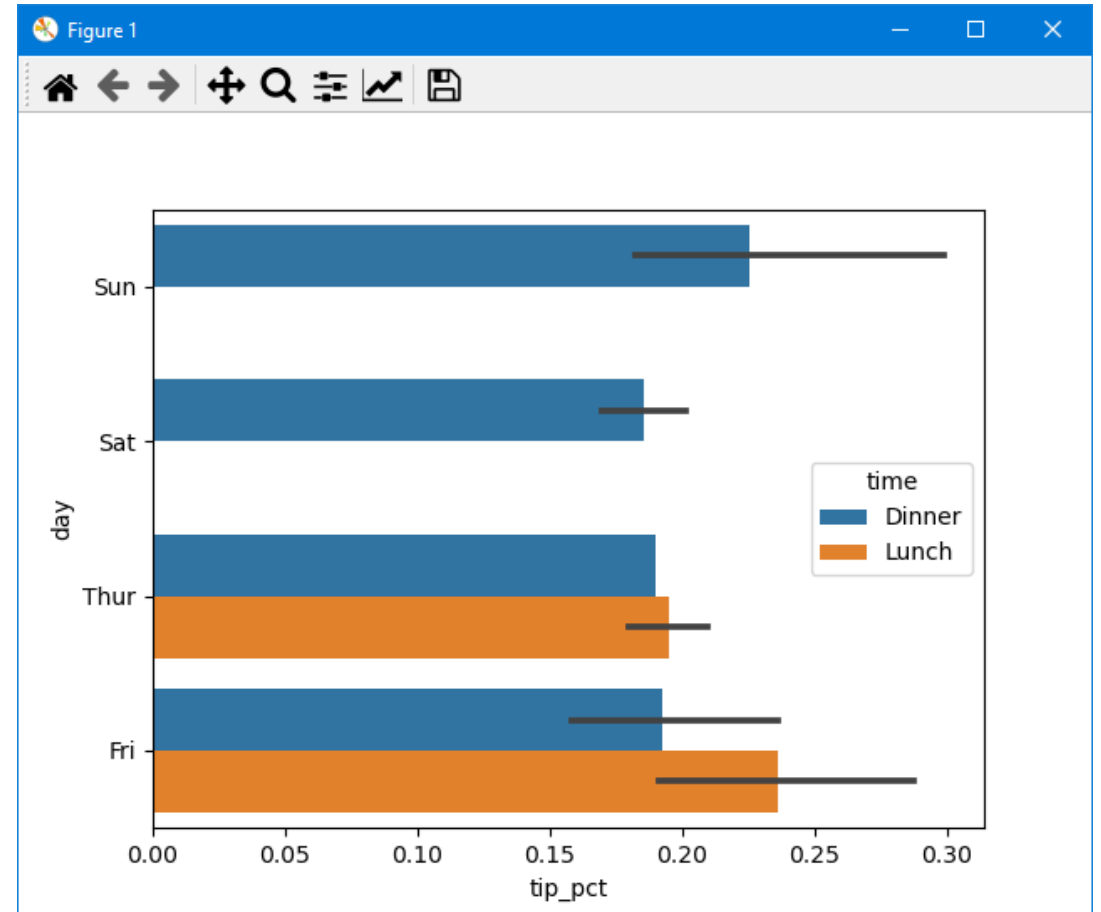 Figure 1
Sun
Sat
Thur
Fri
day
time
Dinner
Lunch
0.00 0.05 0.10 0.15 0.20 0.25 0.30
tip_pct